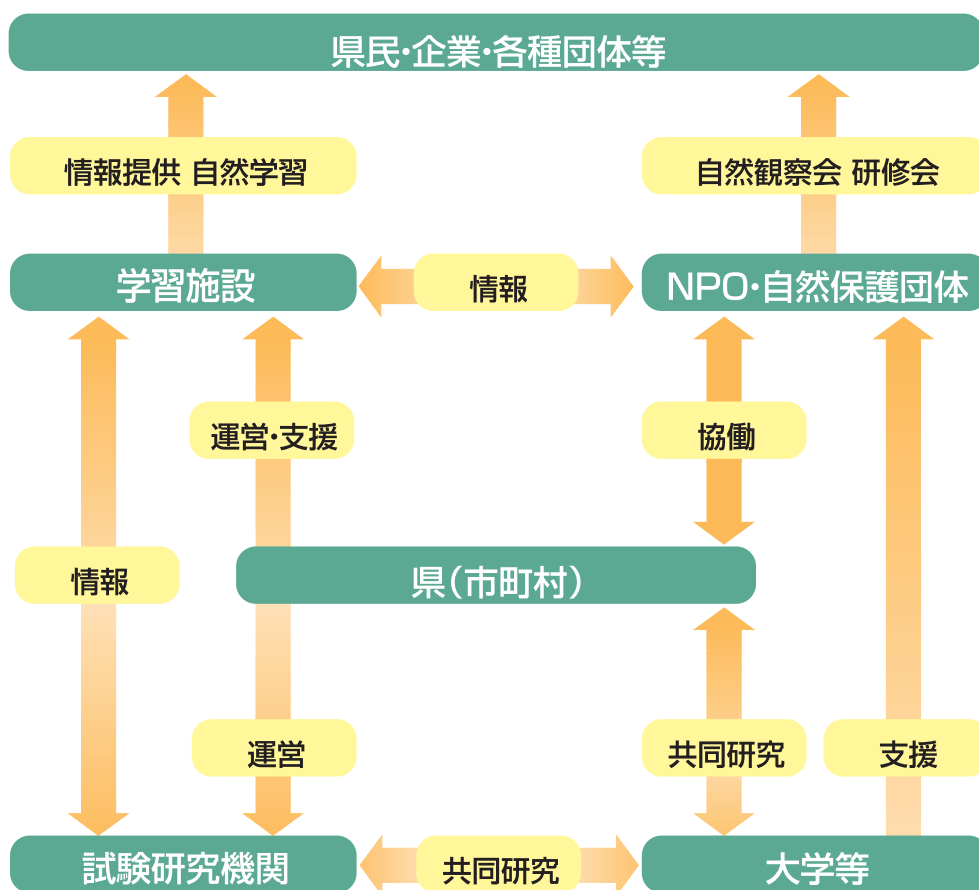 県民・企業・各種団体等
情報提供 自然学習
自然観察会 研修会
学習施設
情報
NPO・自然保護団体
運営・支援
協働
情報
県（市町村）
運営
共同研究
支援
試験研究機関
共同研究
大学等